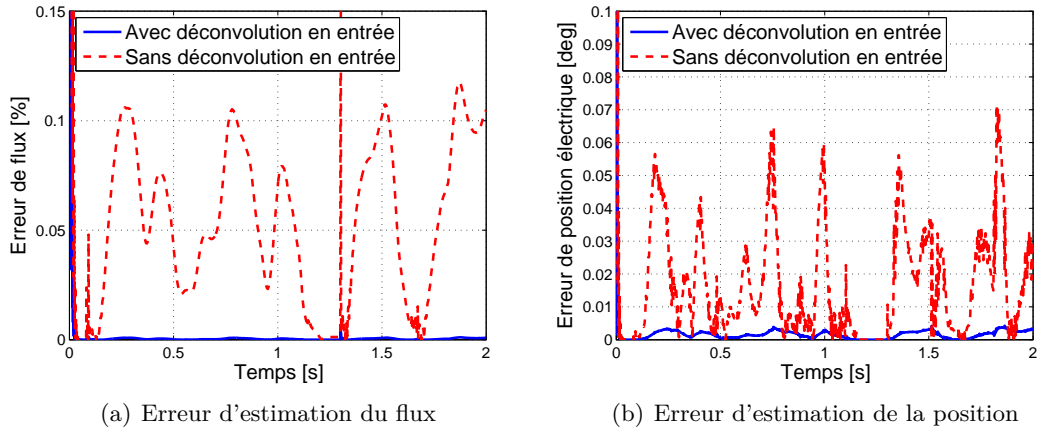 Avec déconvolution en entrée
Sans déconvolution en entrée
Erreur de flux [%]
0.15
0.1
0.05
0
0
0.5
1
1.5
2
Temps [s]
(a) Erreur d'estimation du flux
Avec déconvolution en entrée
Sans déconvolution en entrée
Erreur de position électrique [deg]
0.1
0.09
0.08
0.07
0.06
0.05
0.04
0.03
0.02
0.01
0
0
0.5
1
1.5
2
Temps [s]
(b) Erreur d'estimation de la position